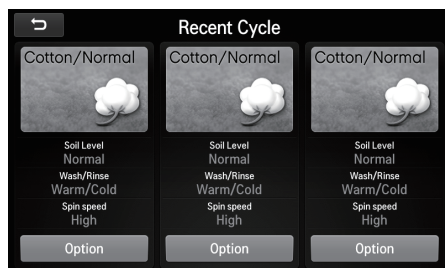 Recent Cycle
Cotton/Normal
Soil Level
Normal
Wash/Rinse
Warm/Cold
Spin speed
High
Option
Cotton/Normal
Soil Level
Normal
Wash/Rinse
Warm/Cold
Spin speed
High
Option
Cotton/Normal
Soil Level
Normal
Wash/Rinse
Warm/Cold
Spin speed
High
Option